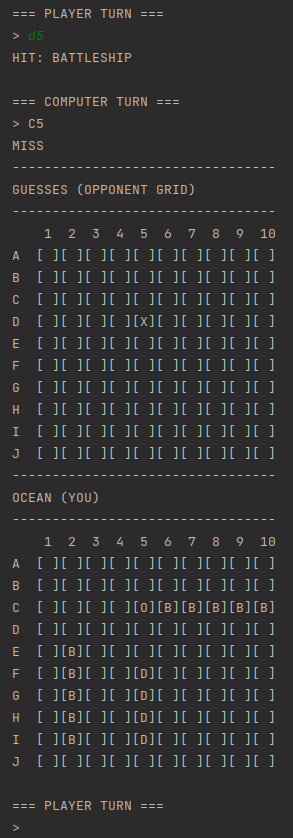 === PLAYER TURN ===
> d5
HIT: BATTLESHIP
=== COMPUTER TURN ===
> C5
MISS
---------------------------------
GUESSES (OPPONENT GRID)
---------------------------------
    1  2  3  4  5  6  7  8  9  10
A  [ ][ ][ ][ ][ ][ ][ ][ ][ ][ ]
B  [ ][ ][ ][ ][ ][ ][ ][ ][ ][ ]
C  [ ][ ][ ][ ][ ][ ][ ][ ][ ][ ]
D  [ ][ ][ ][ ][X][ ][ ][ ][ ][ ]
E  [ ][ ][ ][ ][ ][ ][ ][ ][ ][ ]
F  [ ][ ][ ][ ][ ][ ][ ][ ][ ][ ]
G  [ ][ ][ ][ ][ ][ ][ ][ ][ ][ ]
H  [ ][ ][ ][ ][ ][ ][ ][ ][ ][ ]
I  [ ][ ][ ][ ][ ][ ][ ][ ][ ][ ]
J  [ ][ ][ ][ ][ ][ ][ ][ ][ ][ ]
---------------------------------
OCEAN (YOU)
---------------------------------
    1  2  3  4  5  6  7  8  9  10
A  [ ][ ][ ][ ][ ][ ][ ][ ][ ][ ]
B  [ ][ ][ ][ ][ ][ ][ ][ ][ ][ ]
C  [ ][ ][ ][ ][O][B][B][B][B][B]
D  [ ][ ][ ][ ][ ][ ][ ][ ][ ][ ]
E  [ ][B][ ][ ][ ][ ][ ][ ][ ][ ]
F  [ ][B][ ][ ][D][ ][ ][ ][ ][ ]
G  [ ][B][ ][ ][D][ ][ ][ ][ ][ ]
H  [ ][B][ ][ ][D][ ][ ][ ][ ][ ]
I  [ ][B][ ][ ][D][ ][ ][ ][ ][ ]
J  [ ][ ][ ][ ][ ][ ][ ][ ][ ][ ]
=== PLAYER TURN ===
>